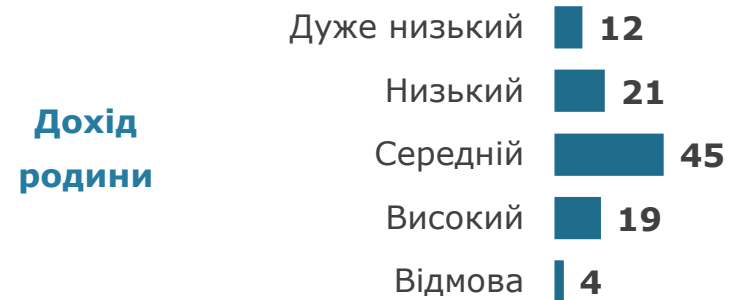 Дохід
родини
Дуже низький 12
Низький 21
Середній 45
Високий 19
Відмова 4